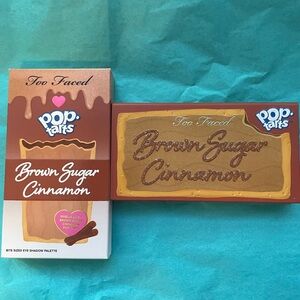 Too Faced
POP.
tarts
Brown Sugar
Cinnamon
BITE SIZED EYE SHADOW PALETTE
Too Faced
POP.
tarts
Brown Sugar
Cinnamon